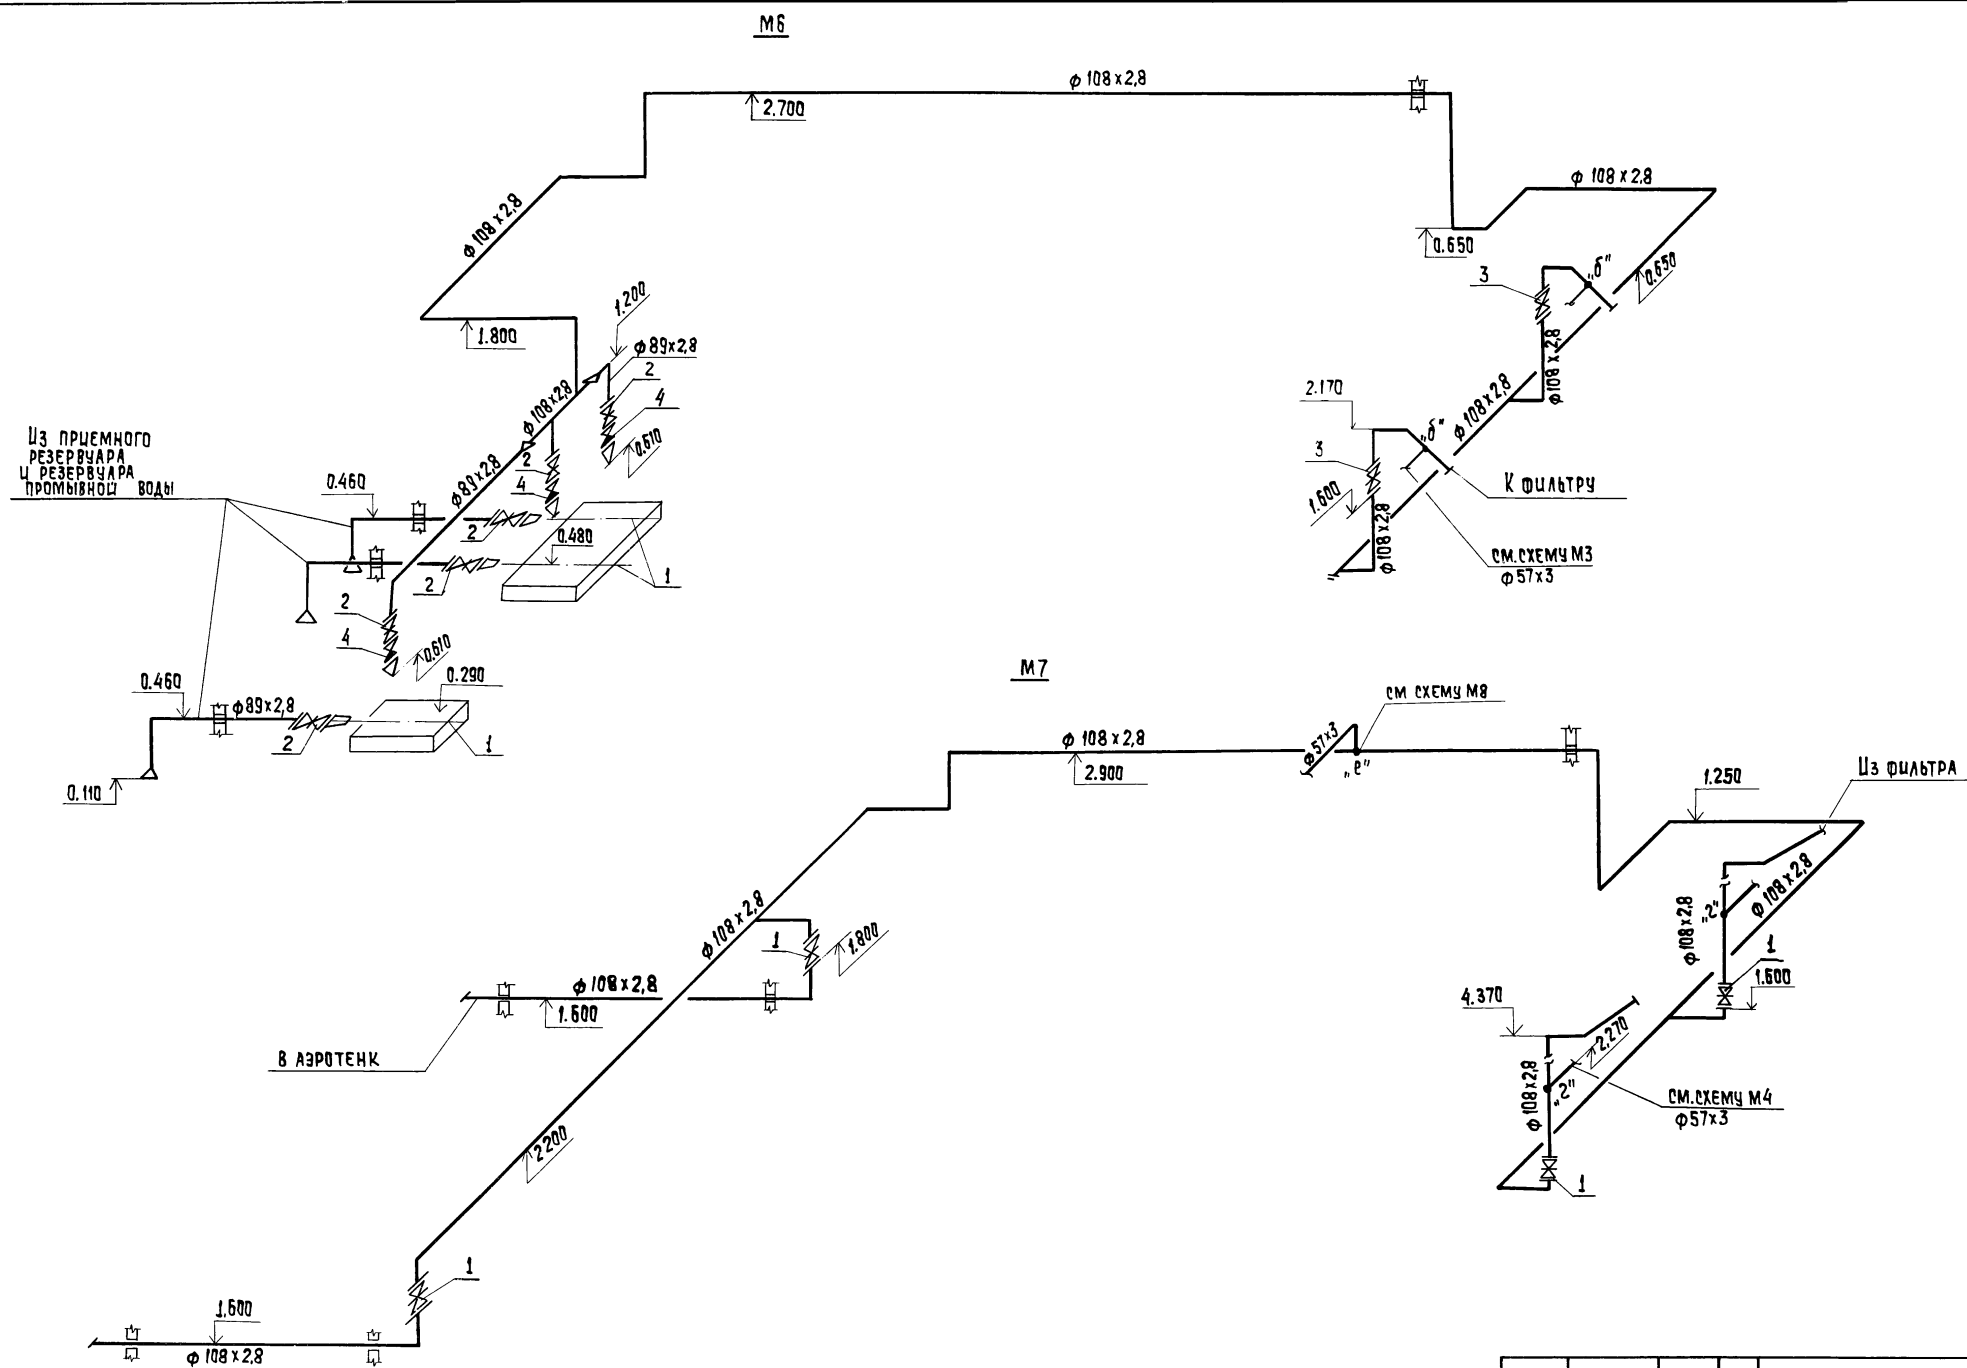 М6
ϕ 108 х 2,8
2.700
ϕ 108 х 2,8
ϕ 108 х 2,8
0.650
0.650
3
„б"
1.200
ϕ 89х2,8
2
4
0.610
1.800
ϕ 108 х 2,8
ϕ 108 х 2,8
ϕ 108 х 2,8
2.170
„б"
3
К ФИЛЬТРУ
1.600
ϕ 108 х 2,8
СМ.СХЕМУ М3
ϕ 57х3
ИЗ ПРИЕМНОГО
РЕЗЕРВУАРА
И РЕЗЕРВУАРА
ПРОМЫВНОЙ ВОДЫ
0.460
ϕ 89х2,8
2
4
2
0.480
2
1
2
4
0.610
0.460
ϕ 89х2,8
0.290
2
1
0.110
М7
СМ СХЕМУ М8
ϕ 57х3
„е"
ϕ 108 х 2,8
2.900
1.250
ИЗ ФИЛЬТРА
ϕ 108 х 2,8
ϕ 108 х 2,8
„г"
1
1.600
ϕ 108 х 2,8
1
1.800
ϕ 108 х 2,8
1.600
В АЭРОТЕНК
4.370
2,270
ϕ 108 х 2,8
„г"
СМ.СХЕМУ М4
ϕ 57х3
1
2 200
1
1.600
ϕ 108 х 2,8